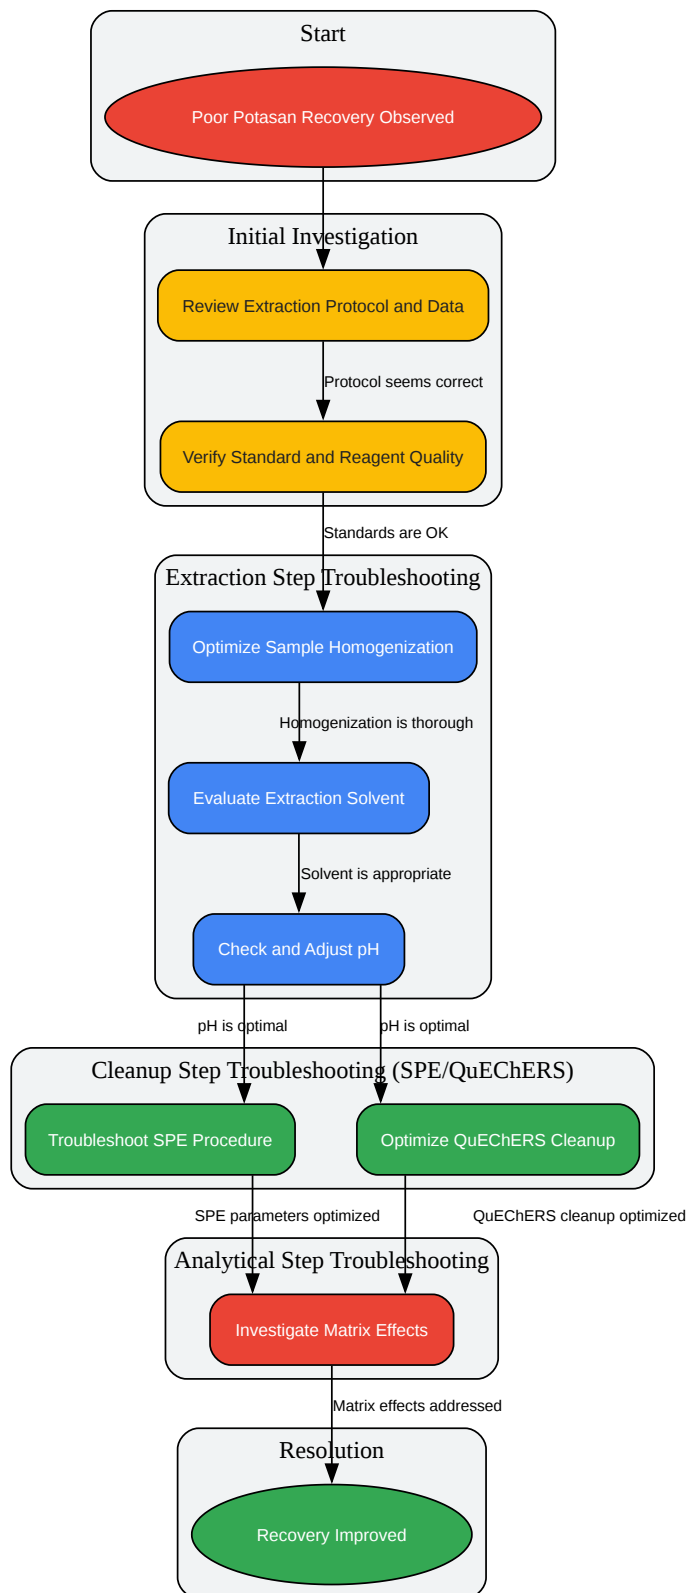 Start
Poor Potasan Recovery Observed
Initial Investigation
Review Extraction Protocol and Data
Protocol seems correct
Verify Standard and Reagent Quality
Standards are OK
Extraction Step Troubleshooting
Optimize Sample Homogenization
Homogenization is thorough
Evaluate Extraction Solvent
Solvent is appropriate
Check and Adjust pH
pH is optimal
pH is optimal
Cleanup Step Troubleshooting (SPE/QuEChERS)
Troubleshoot SPE Procedure
Optimize QuEChERS Cleanup
SPE parameters optimized
QuEChERS cleanup optimized
Analytical Step Troubleshooting
Investigate Matrix Effects
Matrix effects addressed
Resolution
Recovery Improved